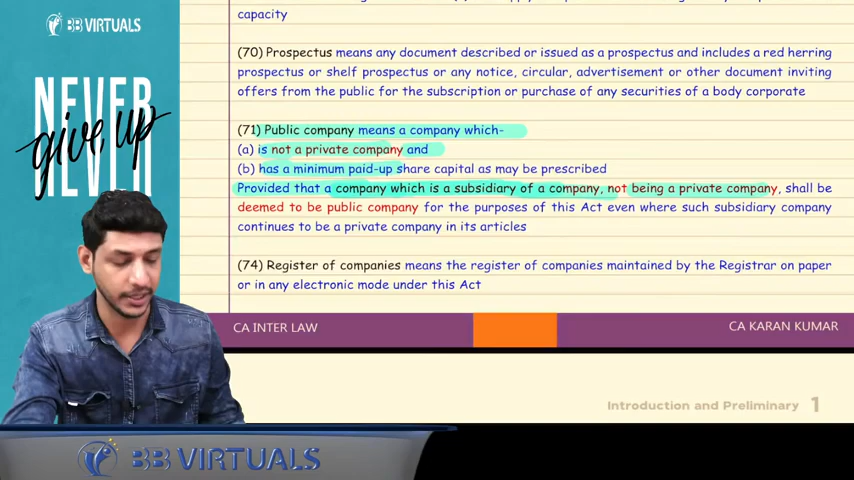 BB VIRTUALS
NEVER
give up
NEVER
capacity
(70) Prospectus means any document described or issued as a prospectus and includes a red herring
prospectus or shelf prospectus or any notice, circular, advertisement or other document inviting
offers from the public for the subscription or purchase of any securities of a body corporate
(71) Public company means a company which-
(a) is not a private company and
(b) has a minimum paid-up share capital as may be prescribed
Provided that a company which is a subsidiary of a company, not being a private company, shall be
deemed to be public company for the purposes of this Act even where such subsidiary company
continues to be a private company in its articles
(74) Register of companies means the register of companies maintained by the Registrar on paper
or in any electronic mode under this Act
CA INTER LAW
CA KARAN KUMAR
Introduction and Preliminary 1
BB VIRTUALS